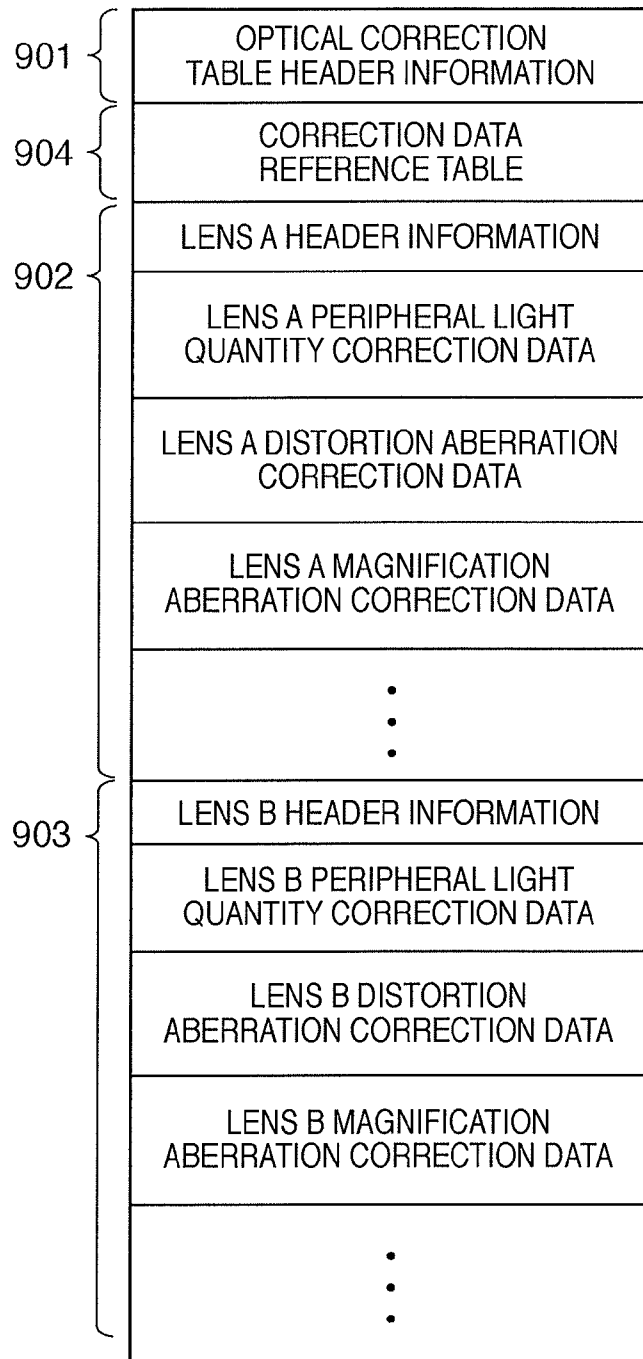 901
OPTICAL CORRECTION
TABLE HEADER INFORMATION
904
CORRECTION DATA
REFERENCE TABLE
902
LENS A HEADER INFORMATION
LENS A PERIPHERAL LIGHT
QUANTITY CORRECTION DATA
LENS A DISTORTION ABERRATION
CORRECTION DATA
LENS A MAGNIFICATION
ABERRATION CORRECTION DATA
903
LENS B HEADER INFORMATION
LENS B PERIPHERAL LIGHT
QUANTITY CORRECTION DATA
LENS B DISTORTION
ABERRATION CORRECTION DATA
LENS B MAGNIFICATION
ABERRATION CORRECTION DATA